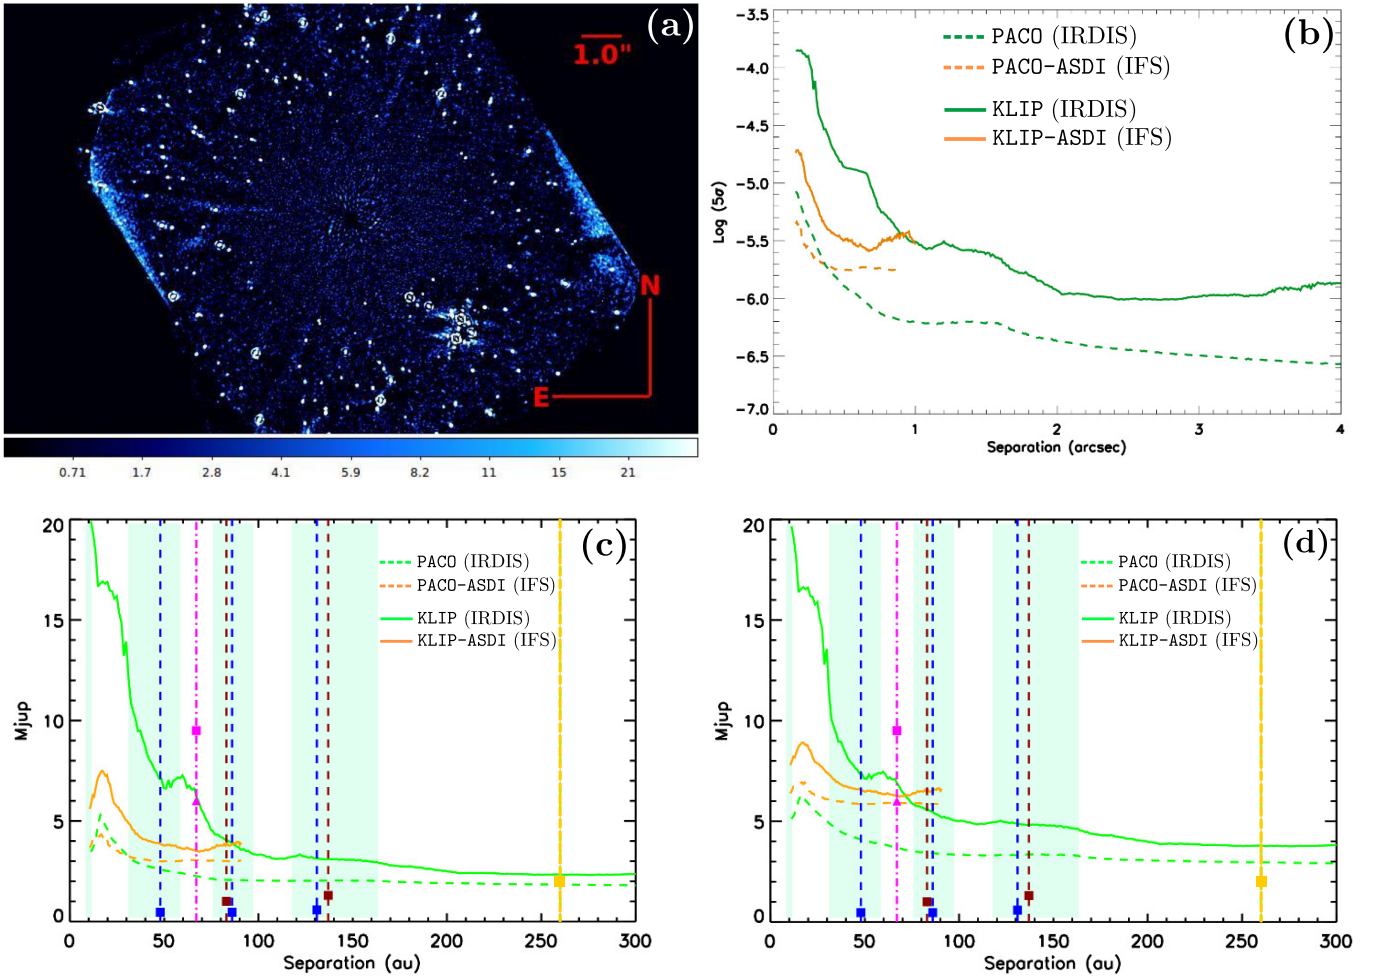 (a)
1.0"
N
E
0.71 1.7 2.8 4.1 5.9 8.2 11 15 21
(b)
PACO (IRDIS)
PACO-ASDI (IFS)
KLIP (IRDIS)
KLIP-ASDI (IFS)
Log (5σ)
−3.5
−4.0
−4.5
−5.0
−5.5
−6.0
−6.5
−7.0
0 1 2 3 4
Separation (arcsec)
(c)
PACO (IRDIS)
PACO-ASDI (IFS)
KLIP (IRDIS)
KLIP-ASDI (IFS)
Mjup
20
15
10
5
0
0 50 100 150 200 250 300
Separation (au)
(d)
PACO (IRDIS)
PACO-ASDI (IFS)
KLIP (IRDIS)
KLIP-ASDI (IFS)
Mjup
20
15
10
5
0
0 50 100 150 200 250 300
Separation (au)